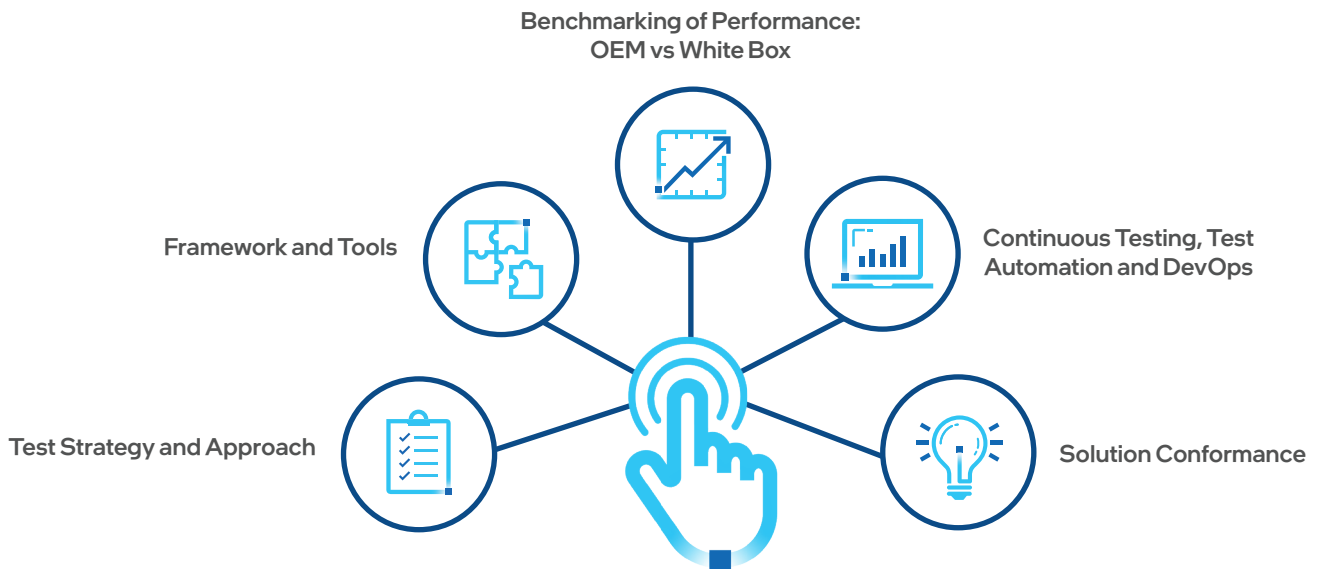 Benchmarking of Performance:
OEM vs White Box
Framework and Tools
Continuous Testing, Test
Automation and DevOps
Test Strategy and Approach
Solution Conformance